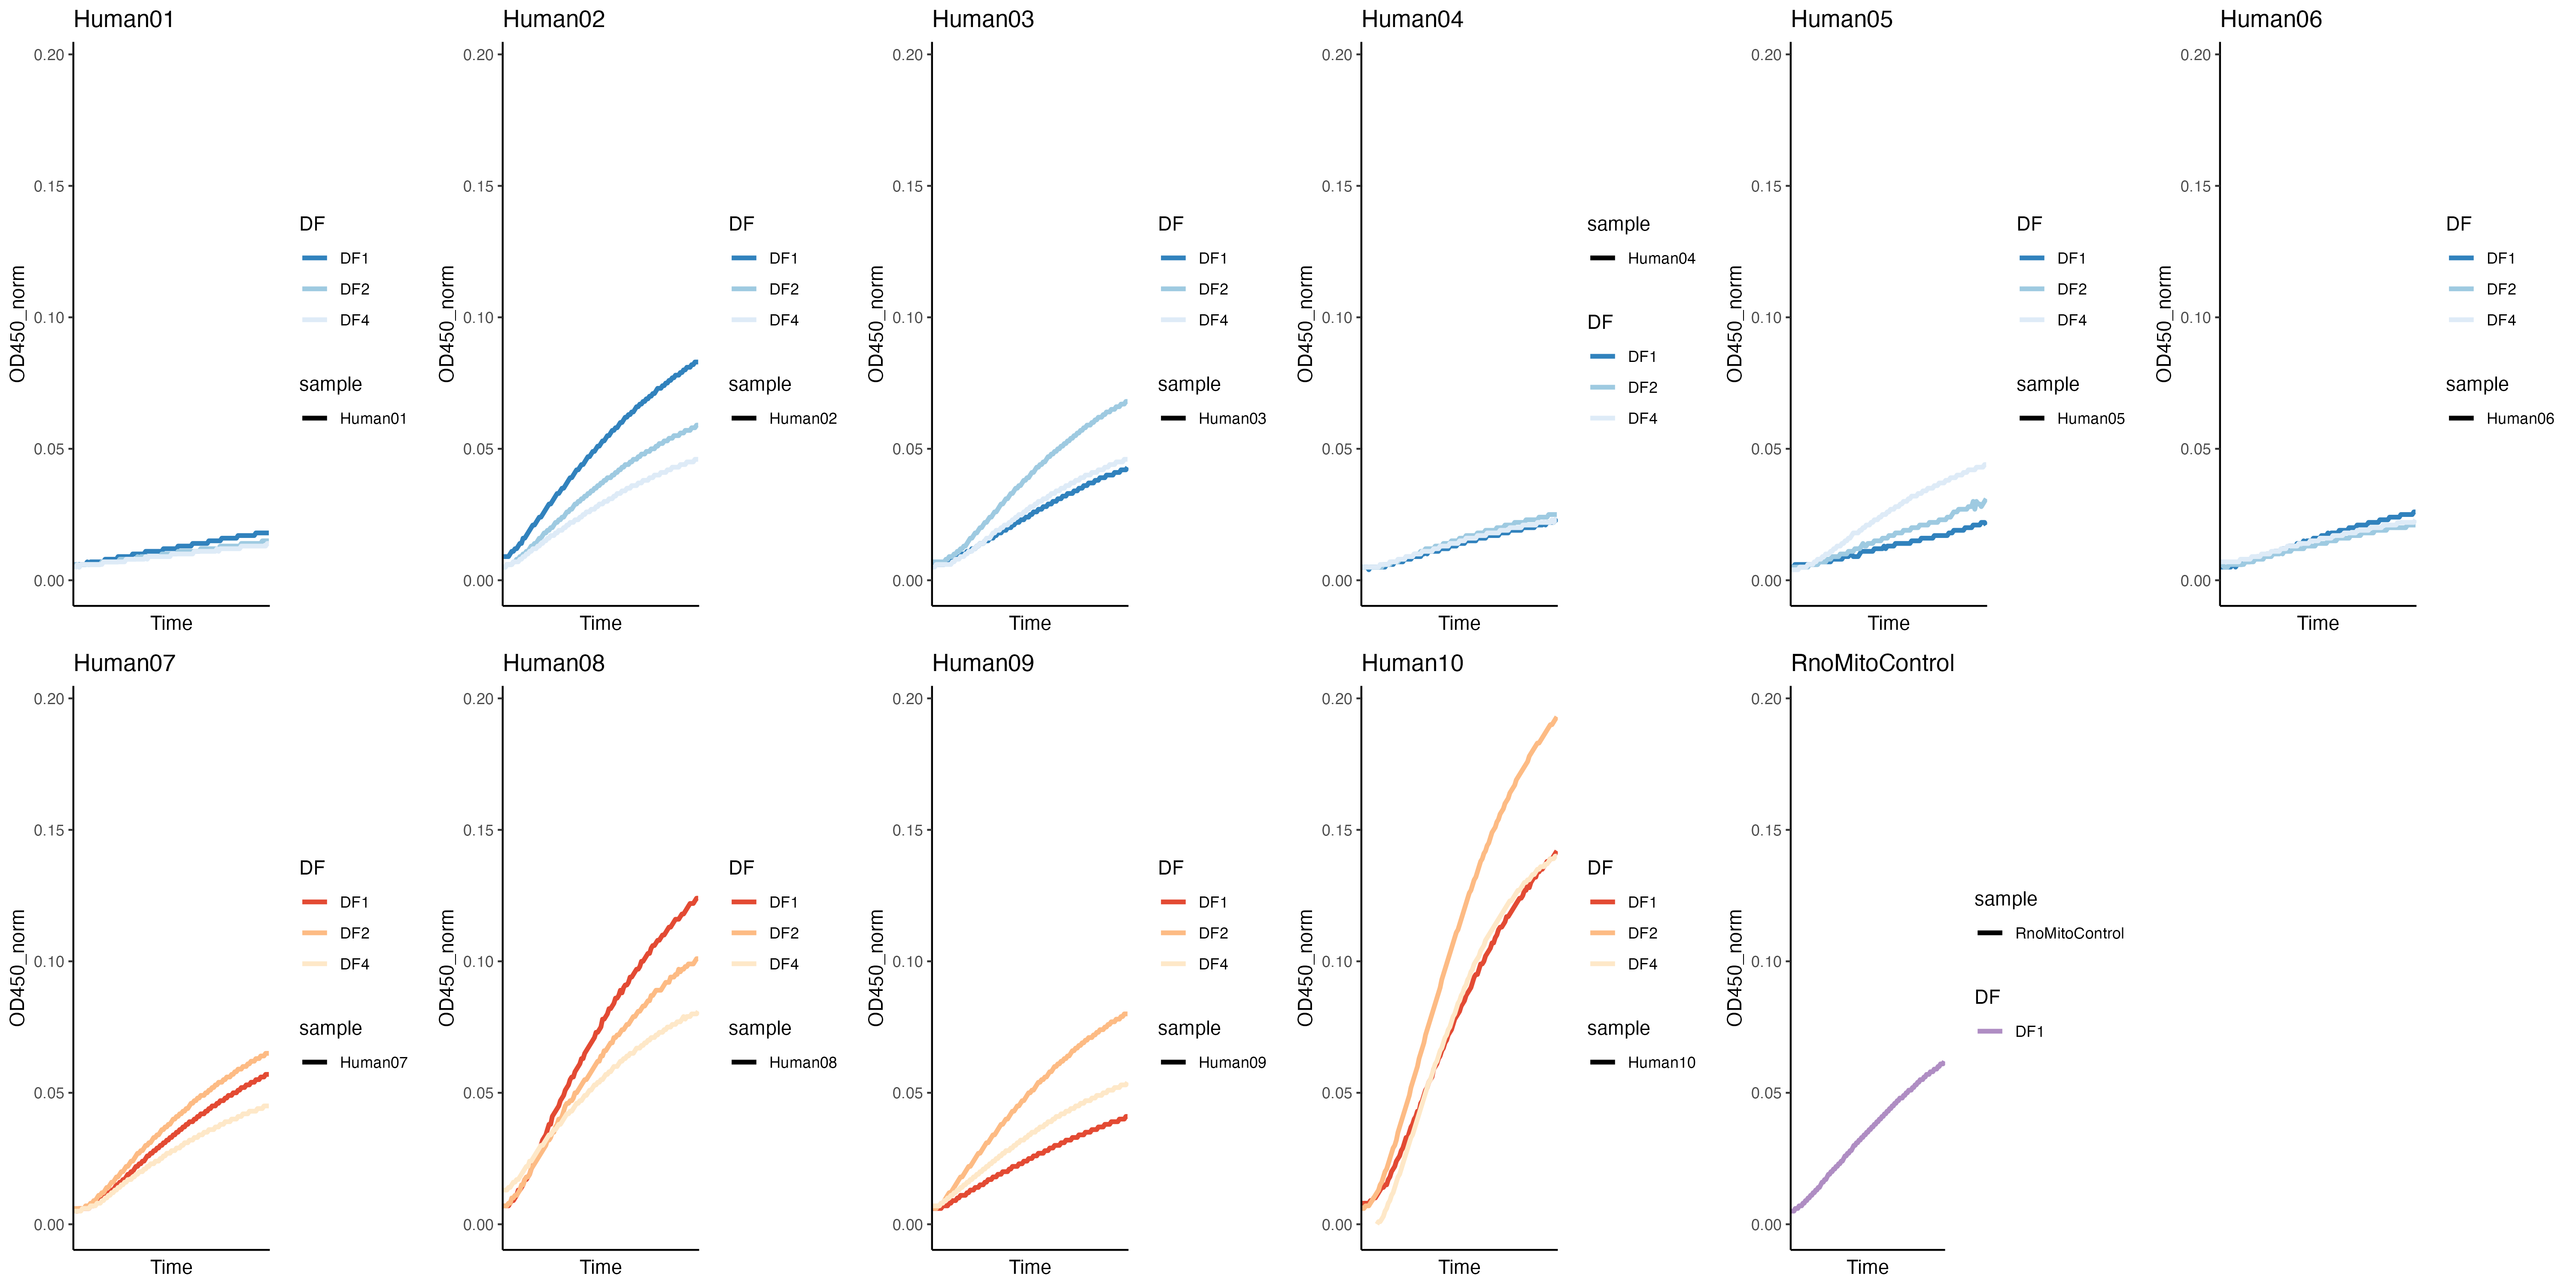 Human01
0.20
0.15
0.10
0.05
0.00
OD450_norm
Time
DF
DF1
DF2
DF4
sample
Human01
Human02
0.20
0.15
0.10
0.05
0.00
OD450_norm
Time
DF
DF1
DF2
DF4
sample
Human02
Human03
0.20
0.15
0.10
0.05
0.00
OD450_norm
Time
DF
DF1
DF2
DF4
sample
Human03
Human04
0.20
0.15
0.10
0.05
0.00
OD450_norm
Time
sample
Human04
DF
DF1
DF2
DF4
Human05
0.20
0.15
0.10
0.05
0.00
OD450_norm
Time
DF
DF1
DF2
DF4
sample
Human05
Human06
0.20
0.15
0.10
0.05
0.00
OD450_norm
Time
DF
DF1
DF2
DF4
sample
Human06
Human07
0.20
0.15
0.10
0.05
0.00
OD450_norm
Time
DF
DF1
DF2
DF4
sample
Human07
Human08
0.20
0.15
0.10
0.05
0.00
OD450_norm
Time
DF
DF1
DF2
DF4
sample
Human08
Human09
0.20
0.15
0.10
0.05
0.00
OD450_norm
Time
DF
DF1
DF2
DF4
sample
Human09
Human10
0.20
0.15
0.10
0.05
0.00
OD450_norm
Time
DF
DF1
DF2
DF4
sample
Human10
RnoMitoControl
0.20
0.15
0.10
0.05
0.00
OD450_norm
Time
sample
RnoMitoControl
DF
DF1